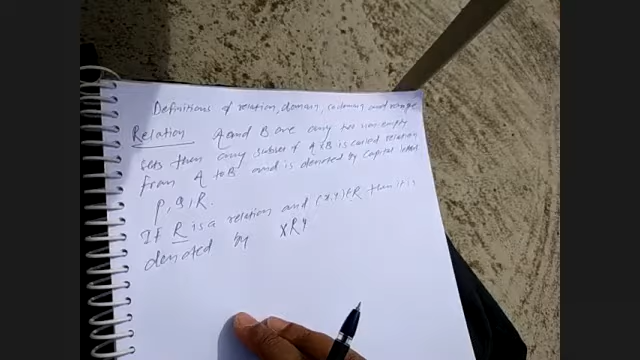 Definitions of relation, domain, codomain and range
Relation A and B are any two non-empty
sets then any subset of A×B is called relation
from A to B and is denoted by capital letters
P, Q, R.
If R is a relation and (x,y)∈R then it is
denoted by xRy